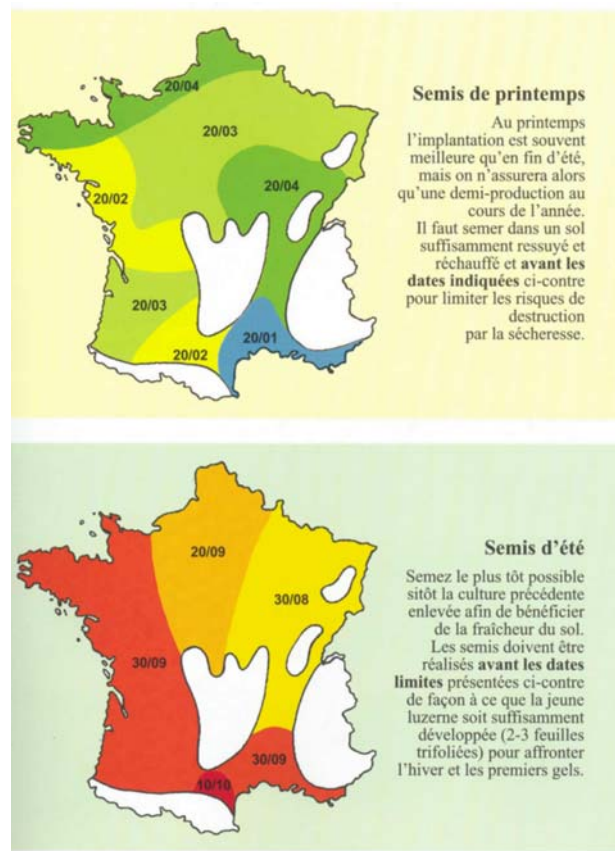 20/04
20/03
20/04
20/02
20/03
20/02
20/01
Semis de printemps
Au printemps
l'implantation est souvent
meilleure qu'en fin d'été,
mais on n'assurera alors
qu'une demi-production au
cours de l'année.
Il faut semer dans un sol
suffisamment ressuyé et
réchauffé et avant les
dates indiquées ci-contre
pour limiter les risques de
destruction
par la sécheresse.
20/09
30/08
30/09
30/09
10/10
Semis d'été
Semez le plus tôt possible
sitôt la culture précédente
enlevée afin de bénéficier
de la fraîcheur du sol.
Les semis doivent être
réalisés avant les dates
limites présentées ci-contre
de façon à ce que la jeune
luzerne soit suffisamment
développée (2-3 feuilles
trifoliées) pour affronter
l'hiver et les premiers gels.